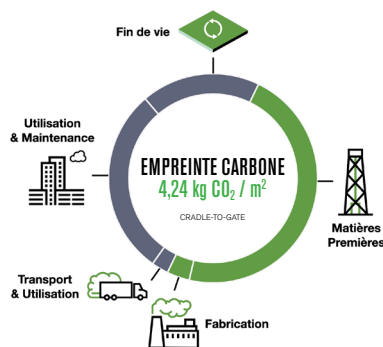 Fin de vie
Utilisation
& Maintenance
EMPREINTE CARBONE
4,24 kg CO₂ / m²
CRADLE-TO-GATE
Matières
Premières
Transport
& Utilisation
Fabrication